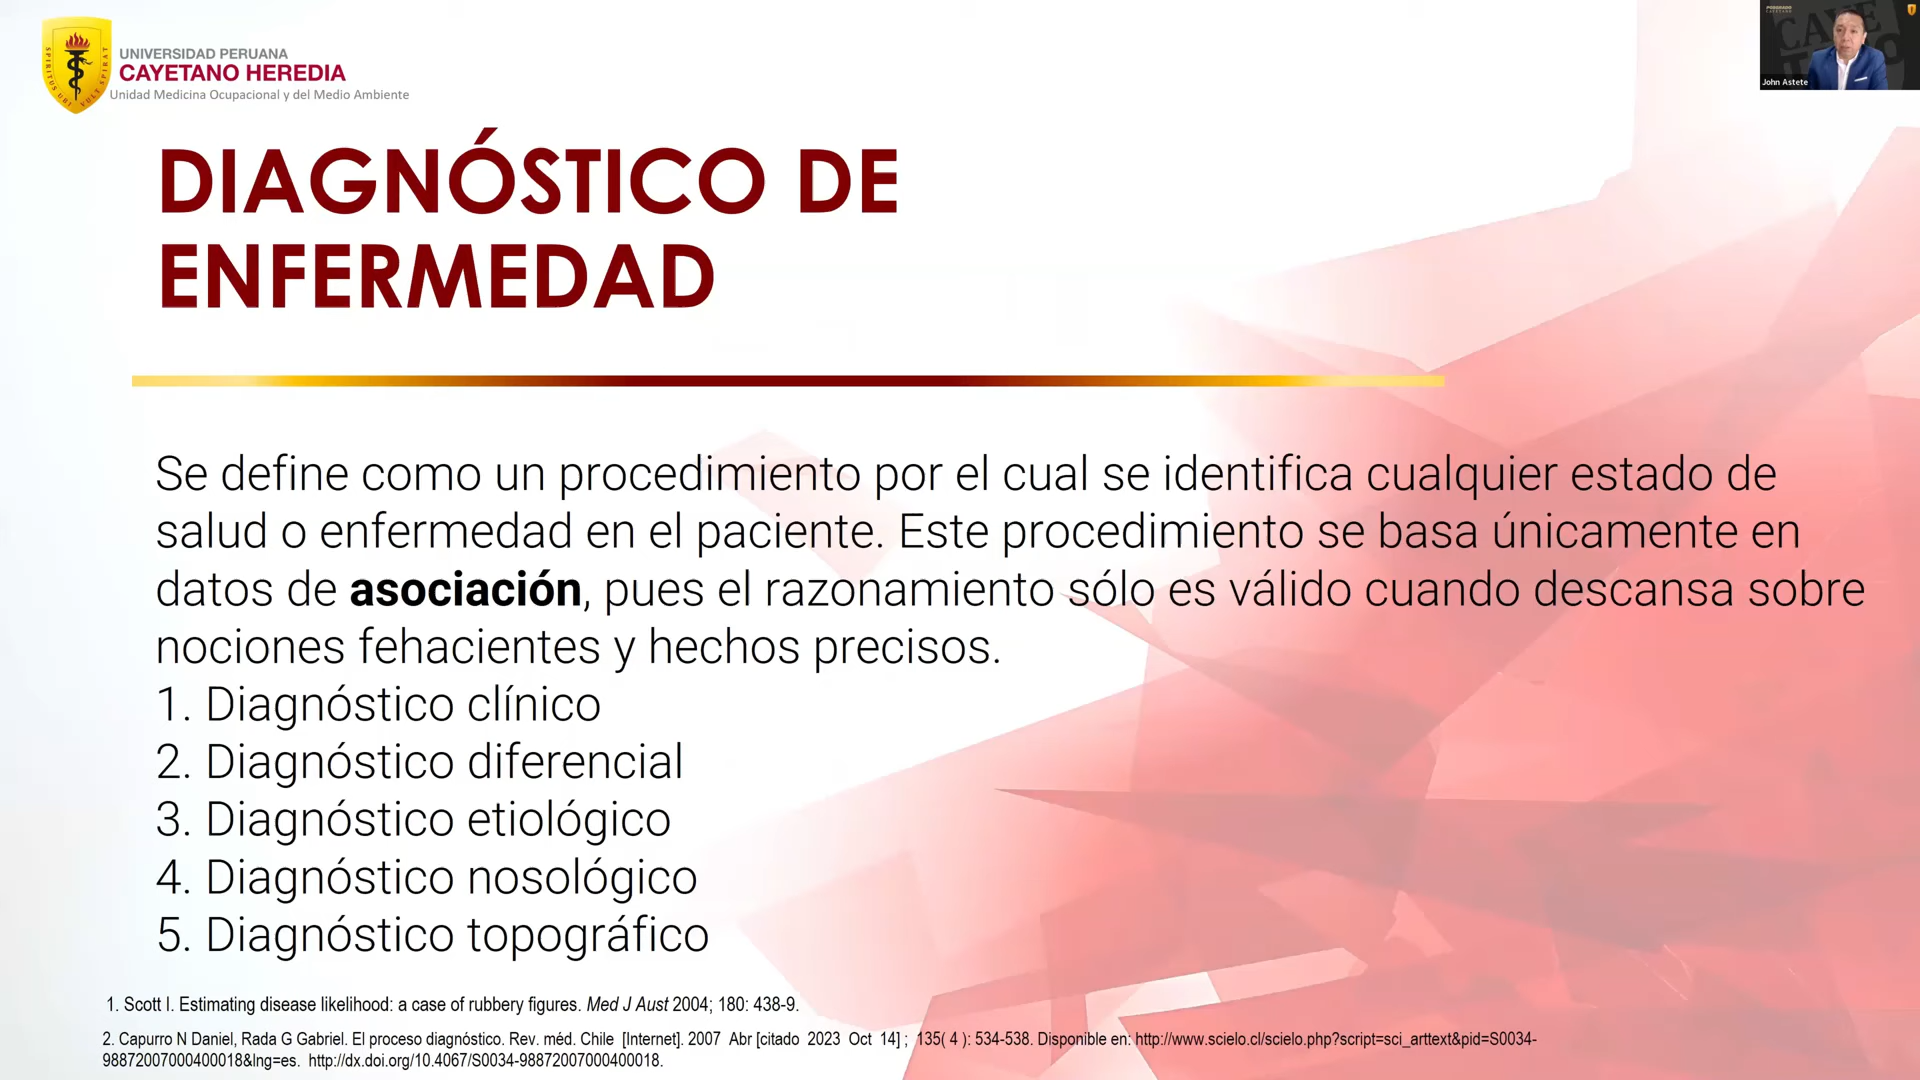 UNIVERSIDAD PERUANA
CAYETANO HEREDIA
Unidad Medicina Ocupacional y del Medio Ambiente
SPIRITUS UBI VULT SPIRAT
John Astete
DIAGNÓSTICO DE
ENFERMEDAD
Se define como un procedimiento por el cual se identifica cualquier estado de
salud o enfermedad en el paciente. Este procedimiento se basa únicamente en
datos de asociación, pues el razonamiento sólo es válido cuando descansa sobre
nociones fehacientes y hechos precisos.
1. Diagnóstico clínico
2. Diagnóstico diferencial
3. Diagnóstico etiológico
4. Diagnóstico nosológico
5. Diagnóstico topográfico
1. Scott I. Estimating disease likelihood: a case of rubbery figures. Med J Aust 2004; 180: 438-9.
2. Capurro N Daniel, Rada G Gabriel. El proceso diagnóstico. Rev. méd. Chile [Internet]. 2007 Abr [citado 2023 Oct 14] ; 135( 4 ): 534-538. Disponible en: http://www.scielo.cl/scielo.php?script=sci_arttext&pid=S0034-
98872007000400018&lng=es. http://dx.doi.org/10.4067/S0034-98872007000400018.